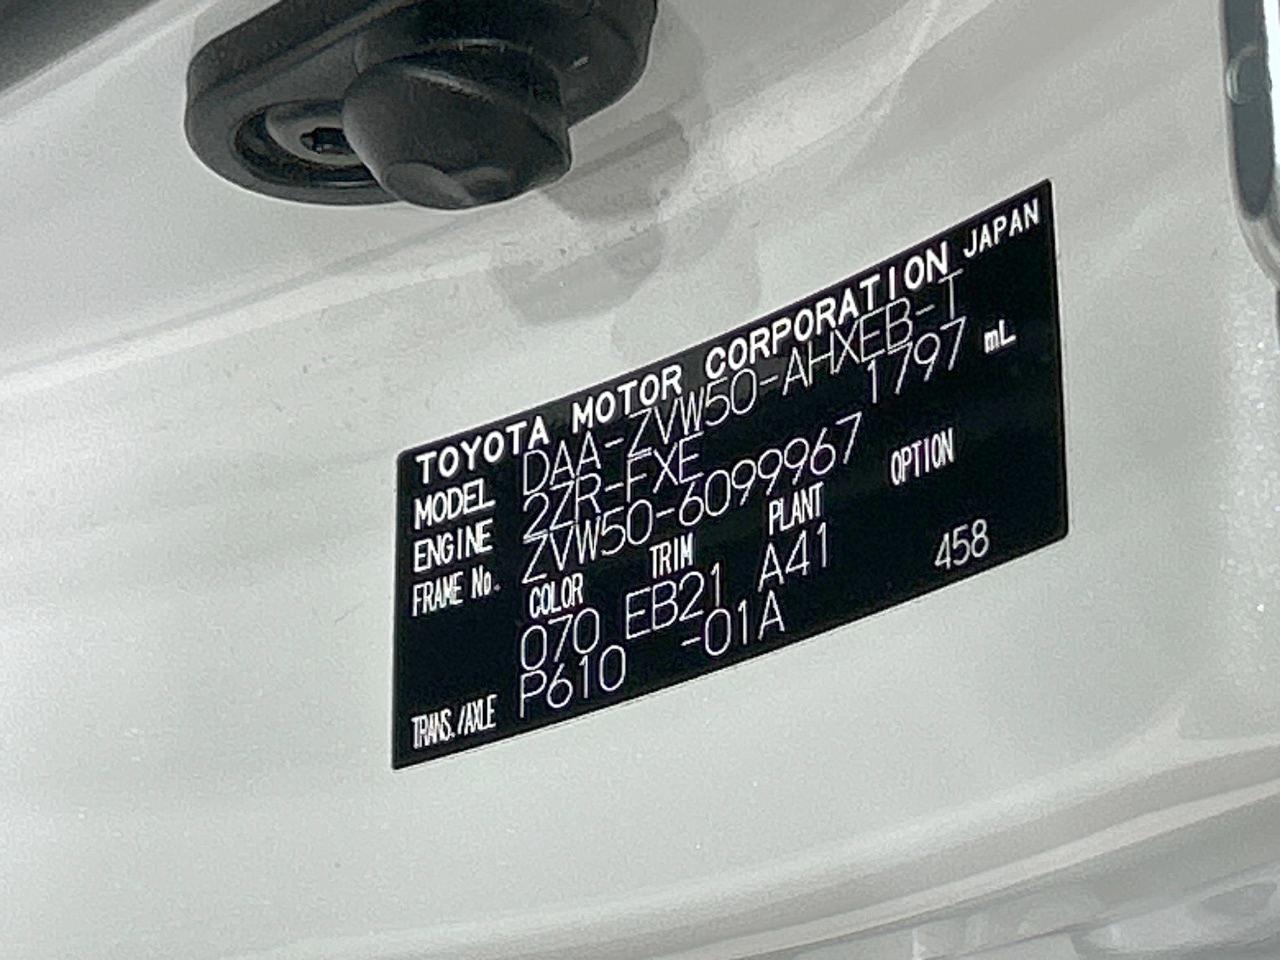 TOYOTA MOTOR CORPORATION JAPAN
MODEL DAA-ZVW50-AHXEB-T
ENGINE 2ZR-FXE 1797 mL
FRAME No. ZVW50-6099967
COLOR TRIM PLANT OPTION
070 EB21 A41 458
TRANS./AXLE P610 -01A